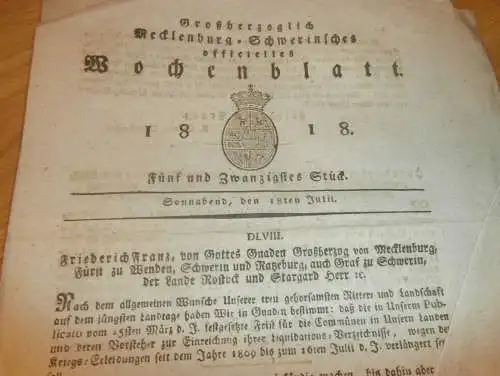 Großherzoglich
Mecklenburg-Schwerinsches
officielles
Wochenblatt.
1818.
Fünf und Zwanzigstes Stück.
Sonnabend, den 18ten Julii.
DLVIII.
Friederich Franz, von Gottes Gnaden Großherzog von Mecklenburg,
Fürst zu Wenden, Schwerin und Ratzeburg, auch Graf zu Schwerin,
der Lande Rostock und Stargard Herr ꝛc.
Nach dem allgemeinen Wunsche Unserer treu gehorsamsten Ritter- und Landschaft
auf dem jüngsten Landtage haben Wir in Gnaden bestimmt: daß die in Unserm Pub-
licato vom 15ten März d. J. festgesetzte Frist für die Communen in Unsern Landen
und deren Vorsteher zur Einreichung ihrer Liquidations-Verzeichnisse, wegen der
Kriegs-Erleidungen seit dem Jahre 1809 bis zum 16ten Julii d. J. verlängert sey
machen, bis dahin aber